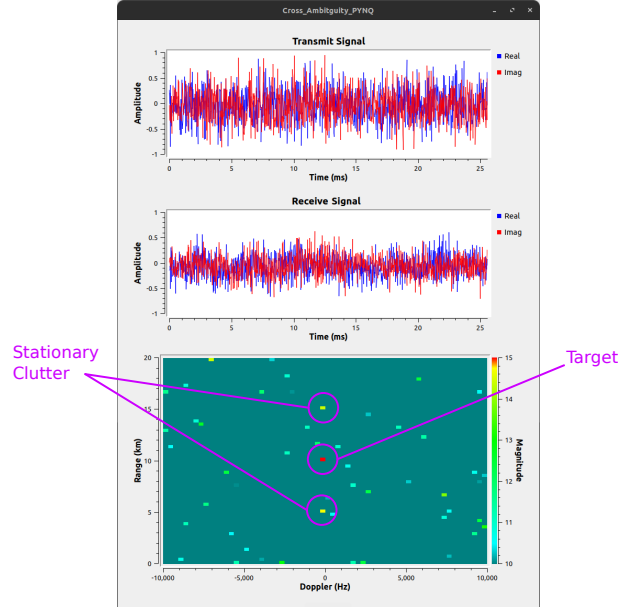 Cross_Ambitguity_PYNQ
Transmit Signal
1
0.5
0
-0.5
-1
Amplitude
0 5 10 15 20 25
Time (ms)
Real
Imag
Receive Signal
1
0.5
0
-0.5
-1
Amplitude
0 5 10 15 20 25
Time (ms)
Real
Imag
Stationary
Clutter
Target
20
15
10
5
0
Range (km)
-10,000 -5,000 0 5,000 10,000
Doppler (Hz)
15
14
13
12
11
10
Magnitude